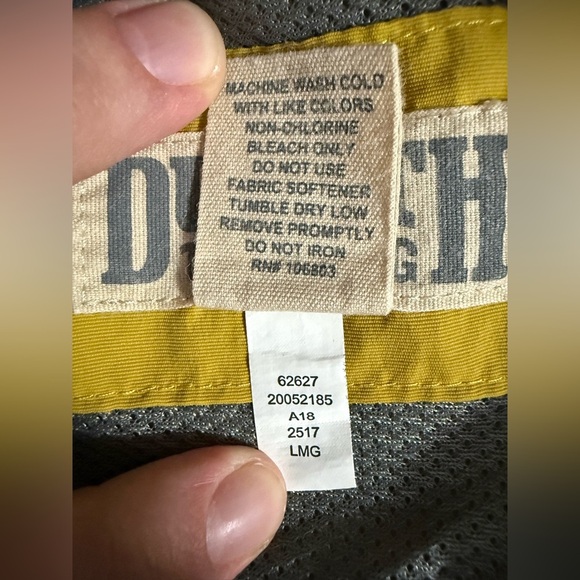 MACHINE WASH COLD
WITH LIKE COLORS
NON-CHLORINE
BLEACH ONLY
DO NOT USE
FABRIC SOFTENER
TUMBLE DRY LOW
REMOVE PROMPTLY
DO NOT IRON
RN# 106803
62627
20052185
A18
2517
LMG